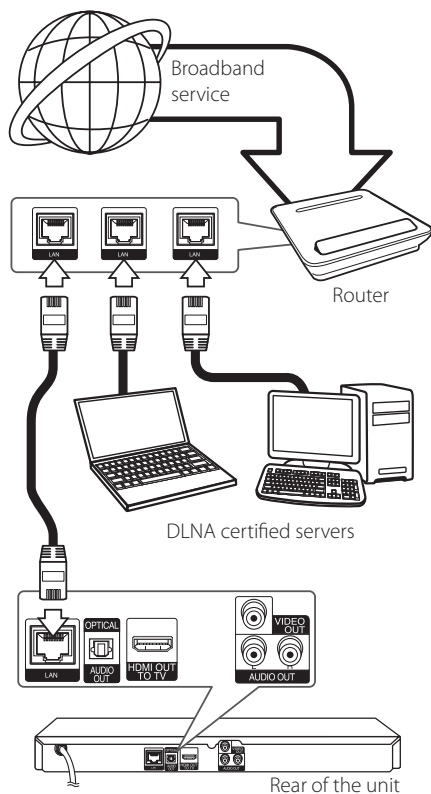 Broadband
service
LAN
LAN
LAN
Router
DLNA certified servers
LAN
OPTICAL
AUDIO
OUT
HDMI OUT
TO TV
VIDEO
OUT
L
R
AUDIO OUT
Rear of the unit